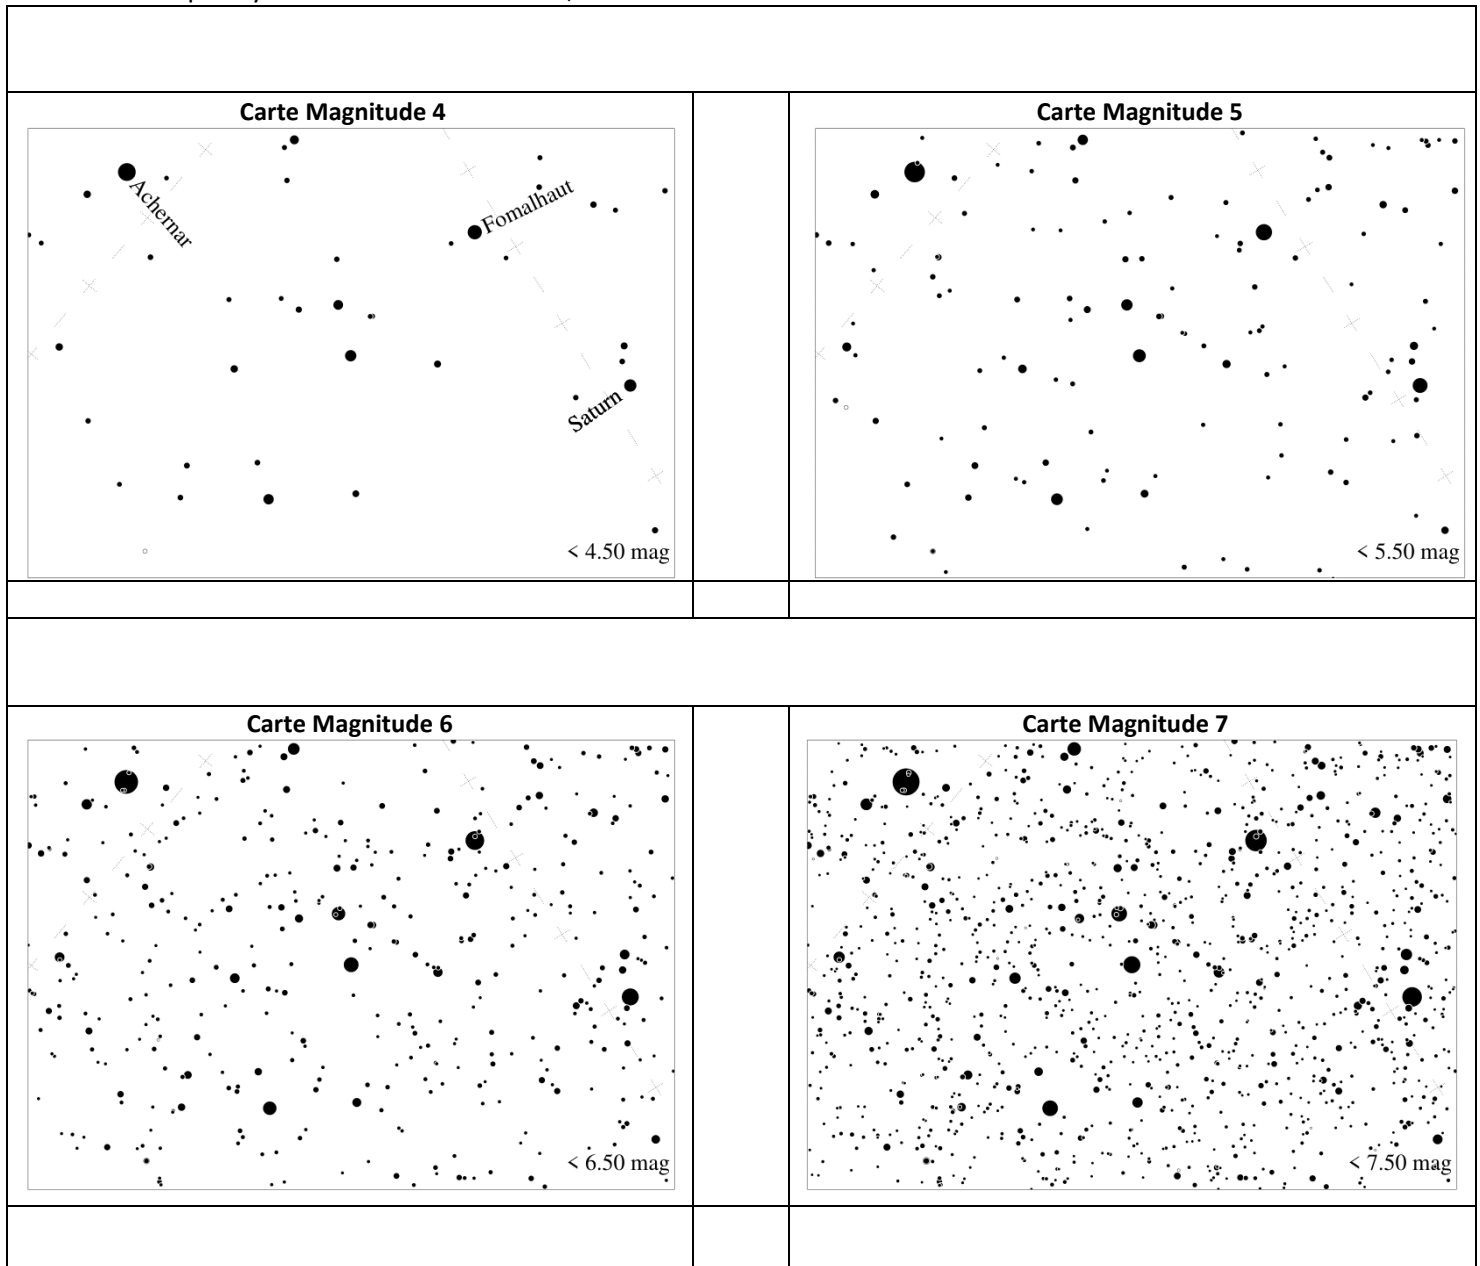 Carte Magnitude 4
Carte Magnitude 5
Achernar
Fomalhaut
Saturn
< 4.50 mag
< 5.50 mag
Carte Magnitude 6
Carte Magnitude 7
< 6.50 mag
< 7.50 mag